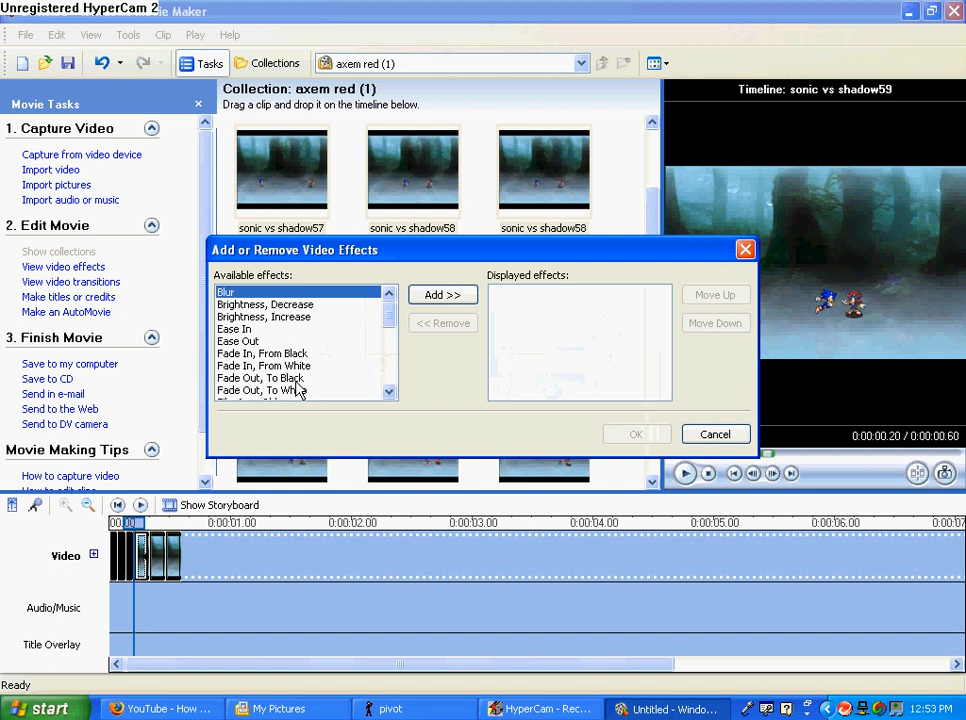 Unregistered HyperCam 2
Movie Maker
File Edit View Tools Clip Play Help
Tasks Collections axem red (1)
Movie Tasks
Collection: axem red (1)
Drag a clip and drop it on the timeline below.
Timeline: sonic vs shadow59
1. Capture Video
Capture from video device
Import video
Import pictures
Import audio or music
2. Edit Movie
Show collections
View video effects
View video transitions
Make titles or credits
Make an AutoMovie
3. Finish Movie
Save to my computer
Save to CD
Send in e-mail
Send to the Web
Send to DV camera
Movie Making Tips
How to capture video
sonic vs shadow57 sonic vs shadow58 sonic vs shadow58
Add or Remove Video Effects
Available effects:
Displayed effects:
Blur
Brightness, Decrease
Brightness, Increase
Ease In
Ease Out
Fade In, From Black
Fade In, From White
Fade Out, To Black
Fade Out, To White
Add >>
<< Remove
Move Up
Move Down
OK
Cancel
0:00:00.20 / 0:00:00.60
Show Storyboard
0:00:01.00 0:00:02.00 0:00:03.00 0:00:04.00 0:00:05.00 0:00:06.00 0:00:07
Video
Audio/Music
Title Overlay
Ready
start
YouTube - How ...
My Pictures
pivot
HyperCam - Rec...
Untitled - Windo...
12:53 PM